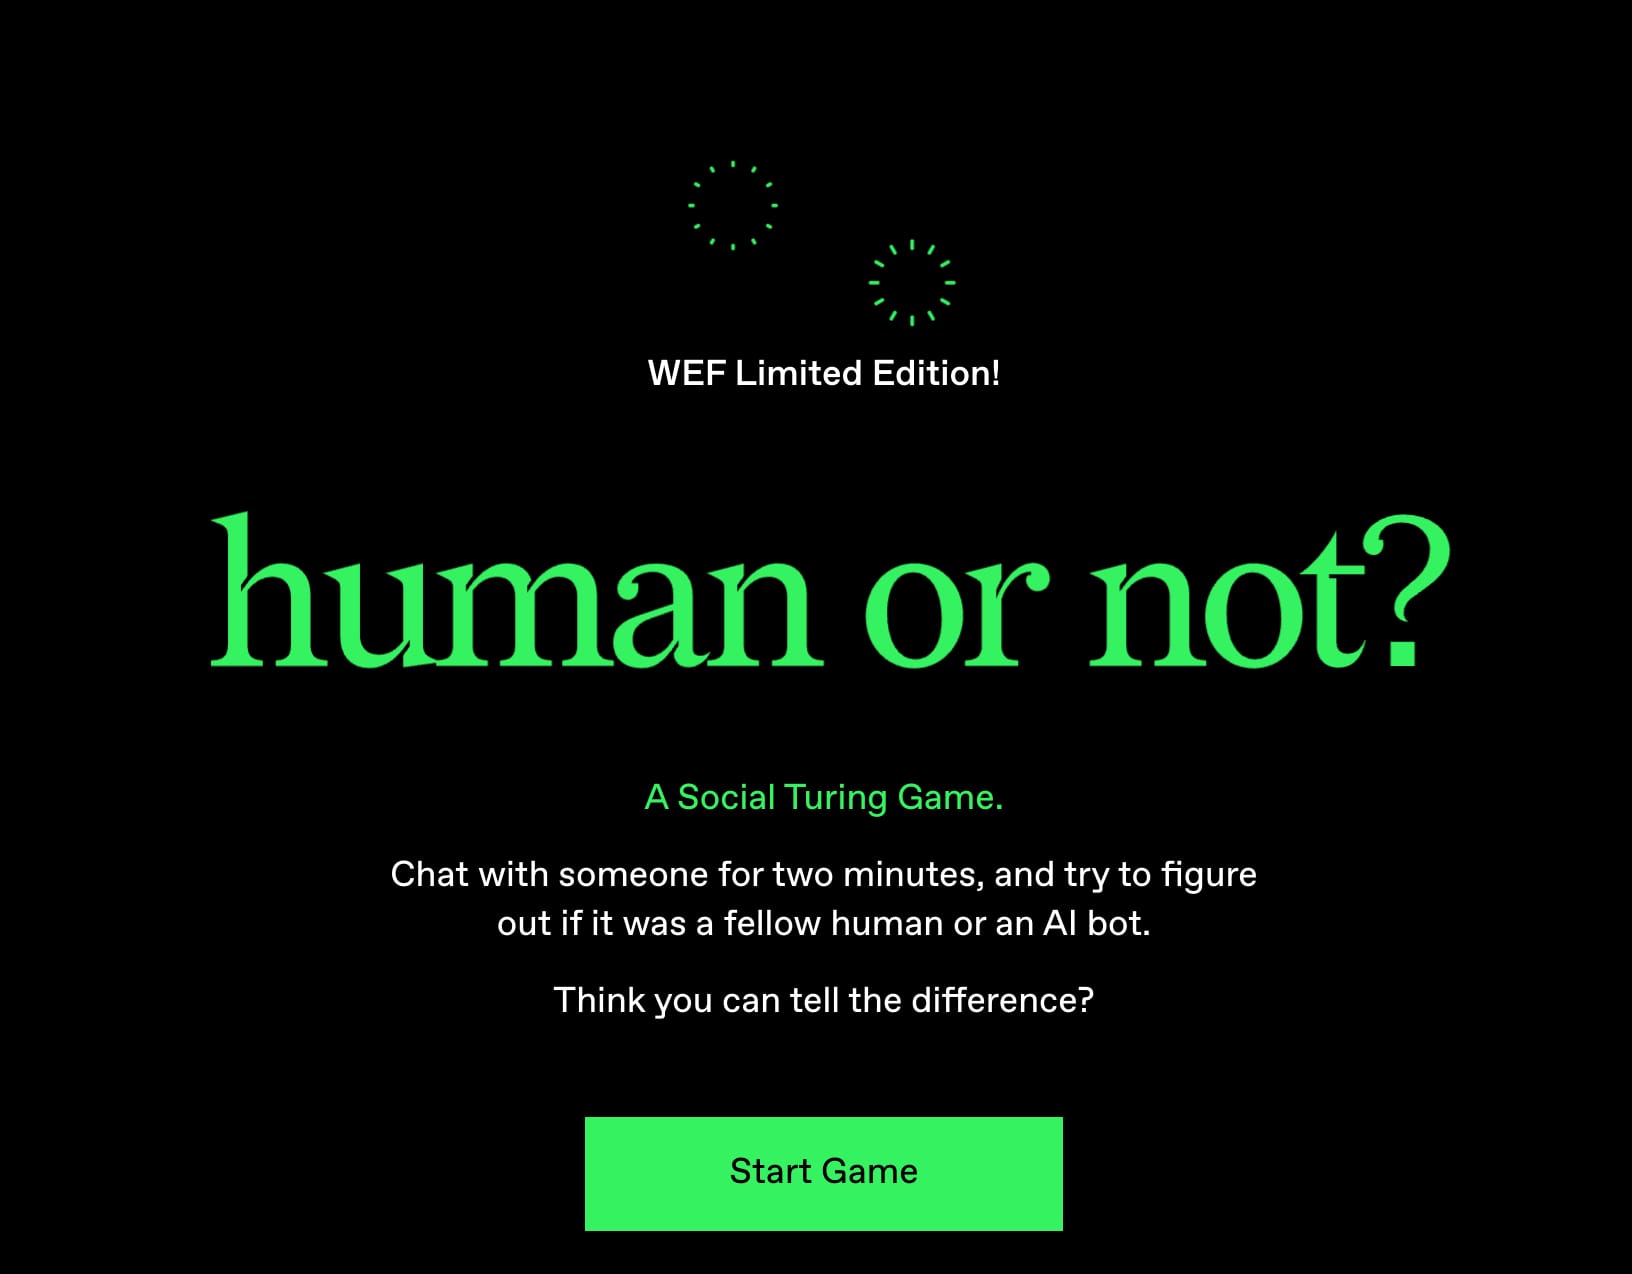 WEF Limited Edition!
human or not?
A Social Turing Game.
Chat with someone for two minutes, and try to figure
out if it was a fellow human or an AI bot.
Think you can tell the difference?
Start Game